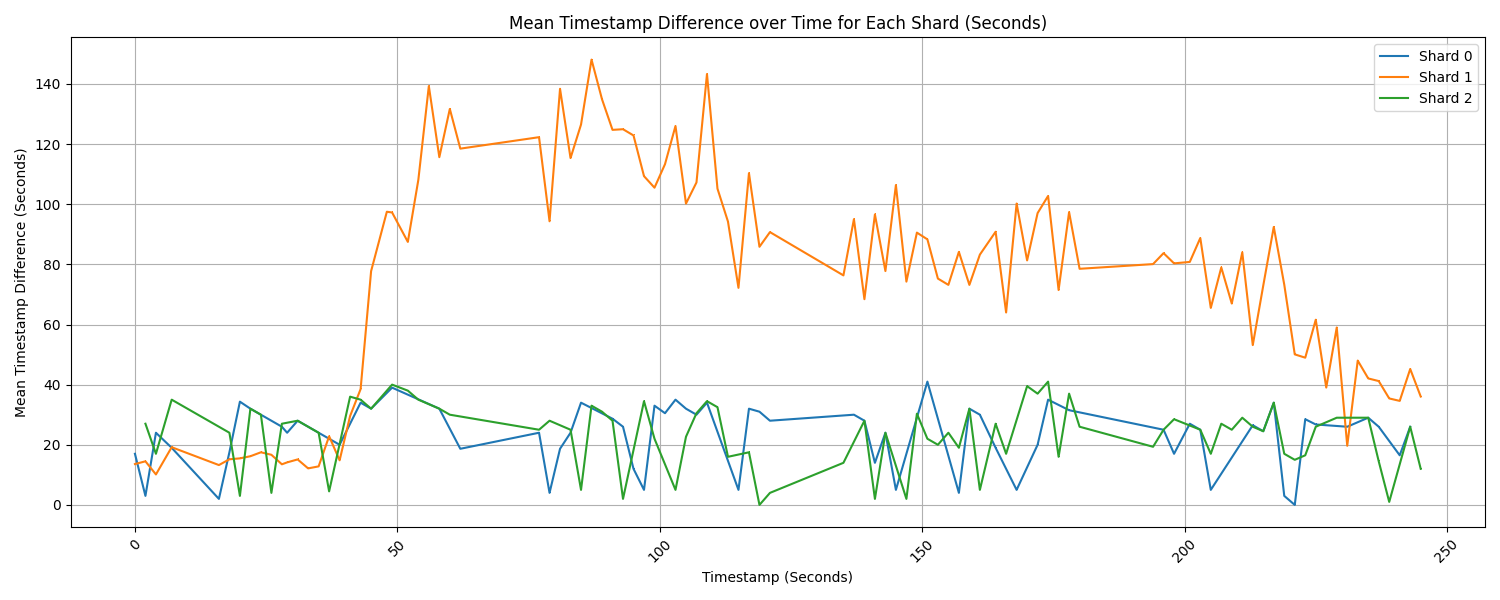 Mean Timestamp Difference over Time for Each Shard (Seconds)
Shard 0
Shard 1
Shard 2
Mean Timestamp Difference (Seconds)
140
120
100
80
60
40
20
0
0
50
100
150
200
250
Timestamp (Seconds)